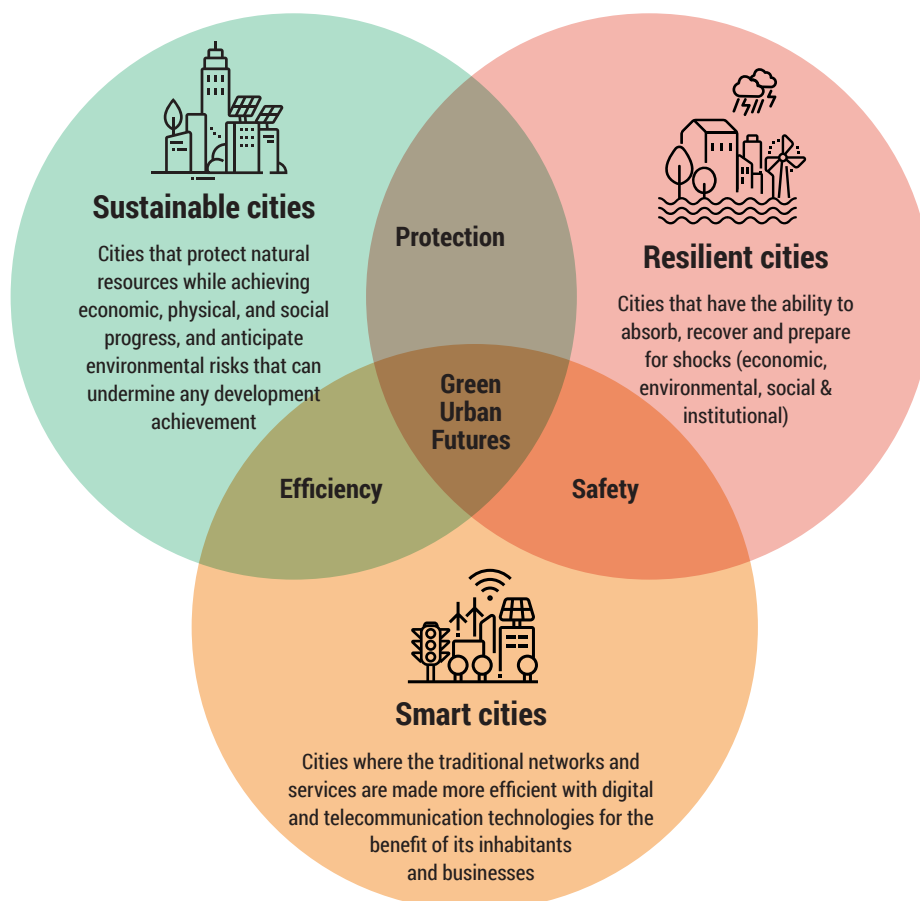 Sustainable cities
Cities that protect natural
resources while achieving
economic, physical, and social
progress, and anticipate
environmental risks that can
undermine any development
achievement
Protection
Resilient cities
Cities that have the ability to
absorb, recover and prepare
for shocks (economic,
environmental, social &
institutional)
Green
Urban
Futures
Efficiency
Safety
Smart cities
Cities where the traditional networks and
services are made more efficient with digital
and telecommunication technologies for the
benefit of its inhabitants
and businesses